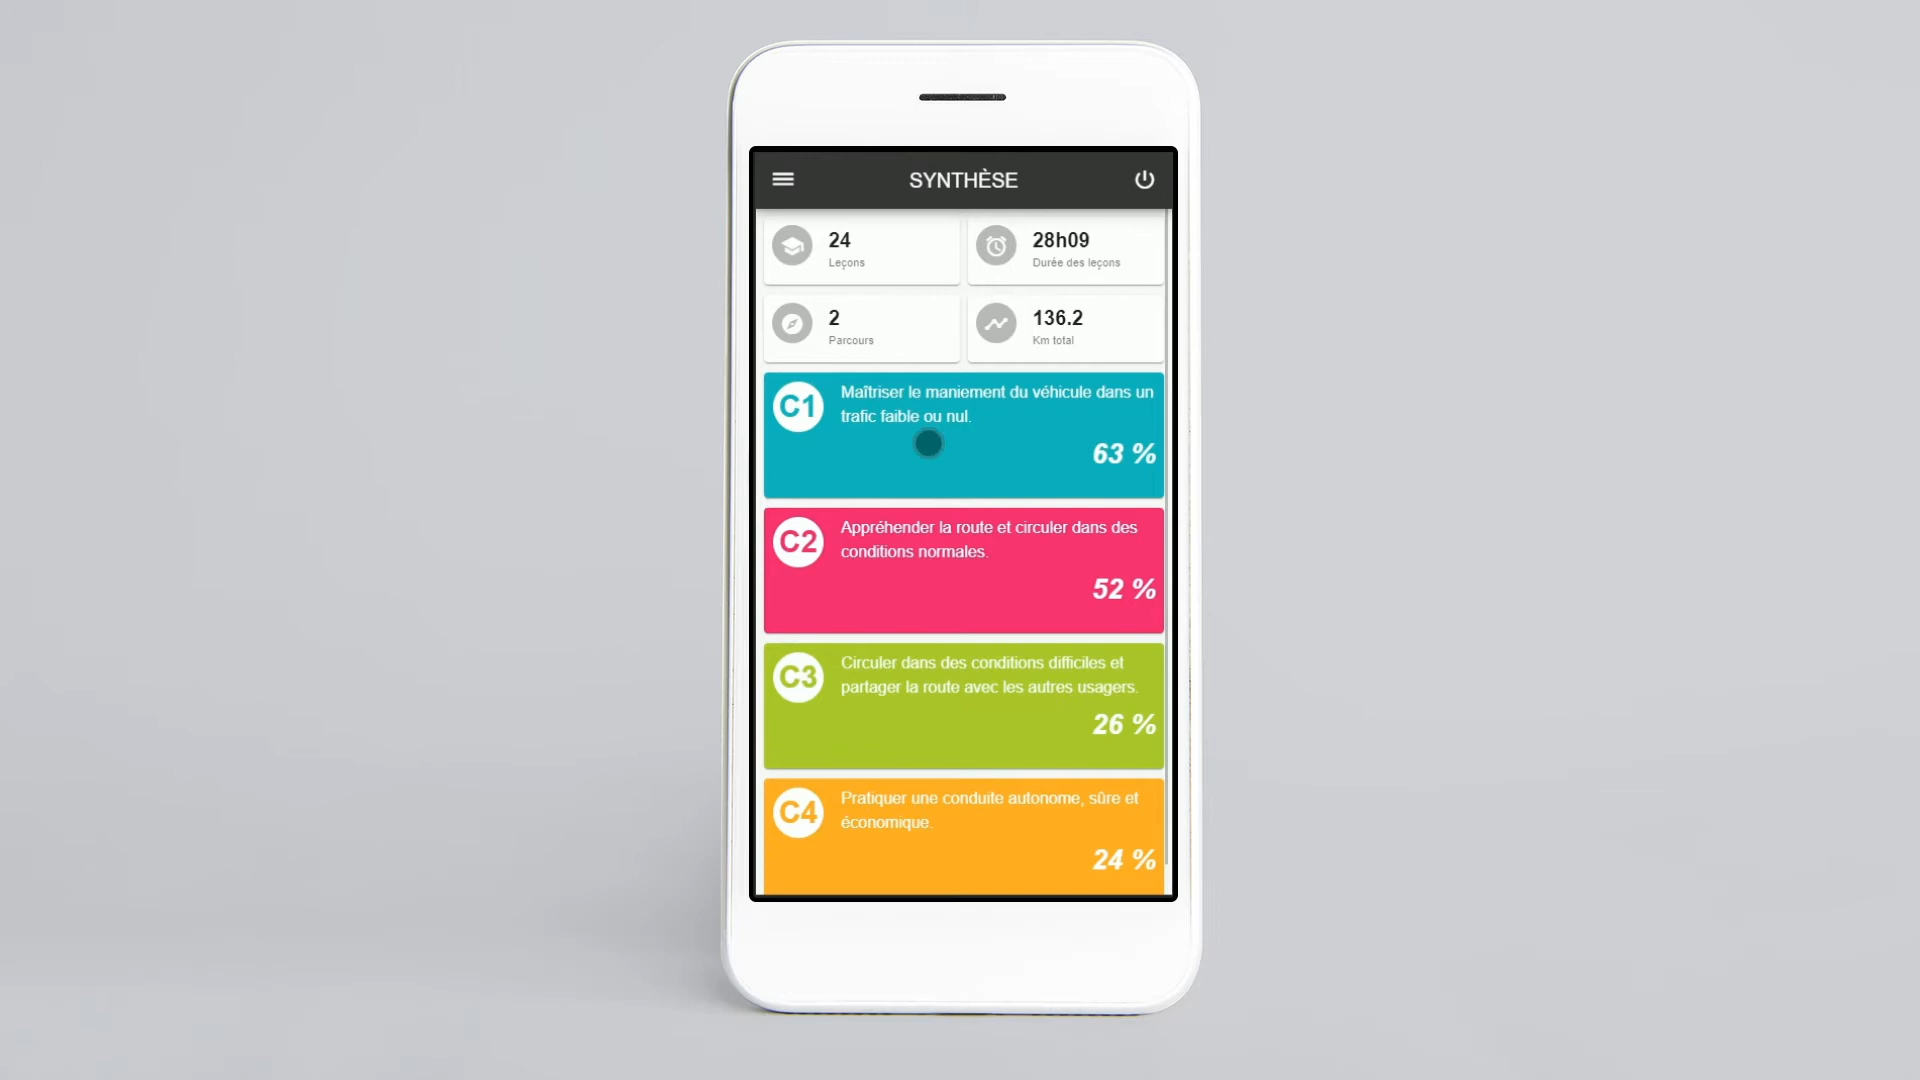 SYNTHÈSE
24
Leçons
28h09
Durée des leçons
2
Parcours
136.2
Km total
C1
Maîtriser le maniement du véhicule dans un
trafic faible ou nul.
63 %
C2
Appréhender la route et circuler dans des
conditions normales.
52 %
C3
Circuler dans des conditions difficiles et
partager la route avec les autres usagers.
26 %
C4
Pratiquer une conduite autonome, sûre et
économique.
24 %